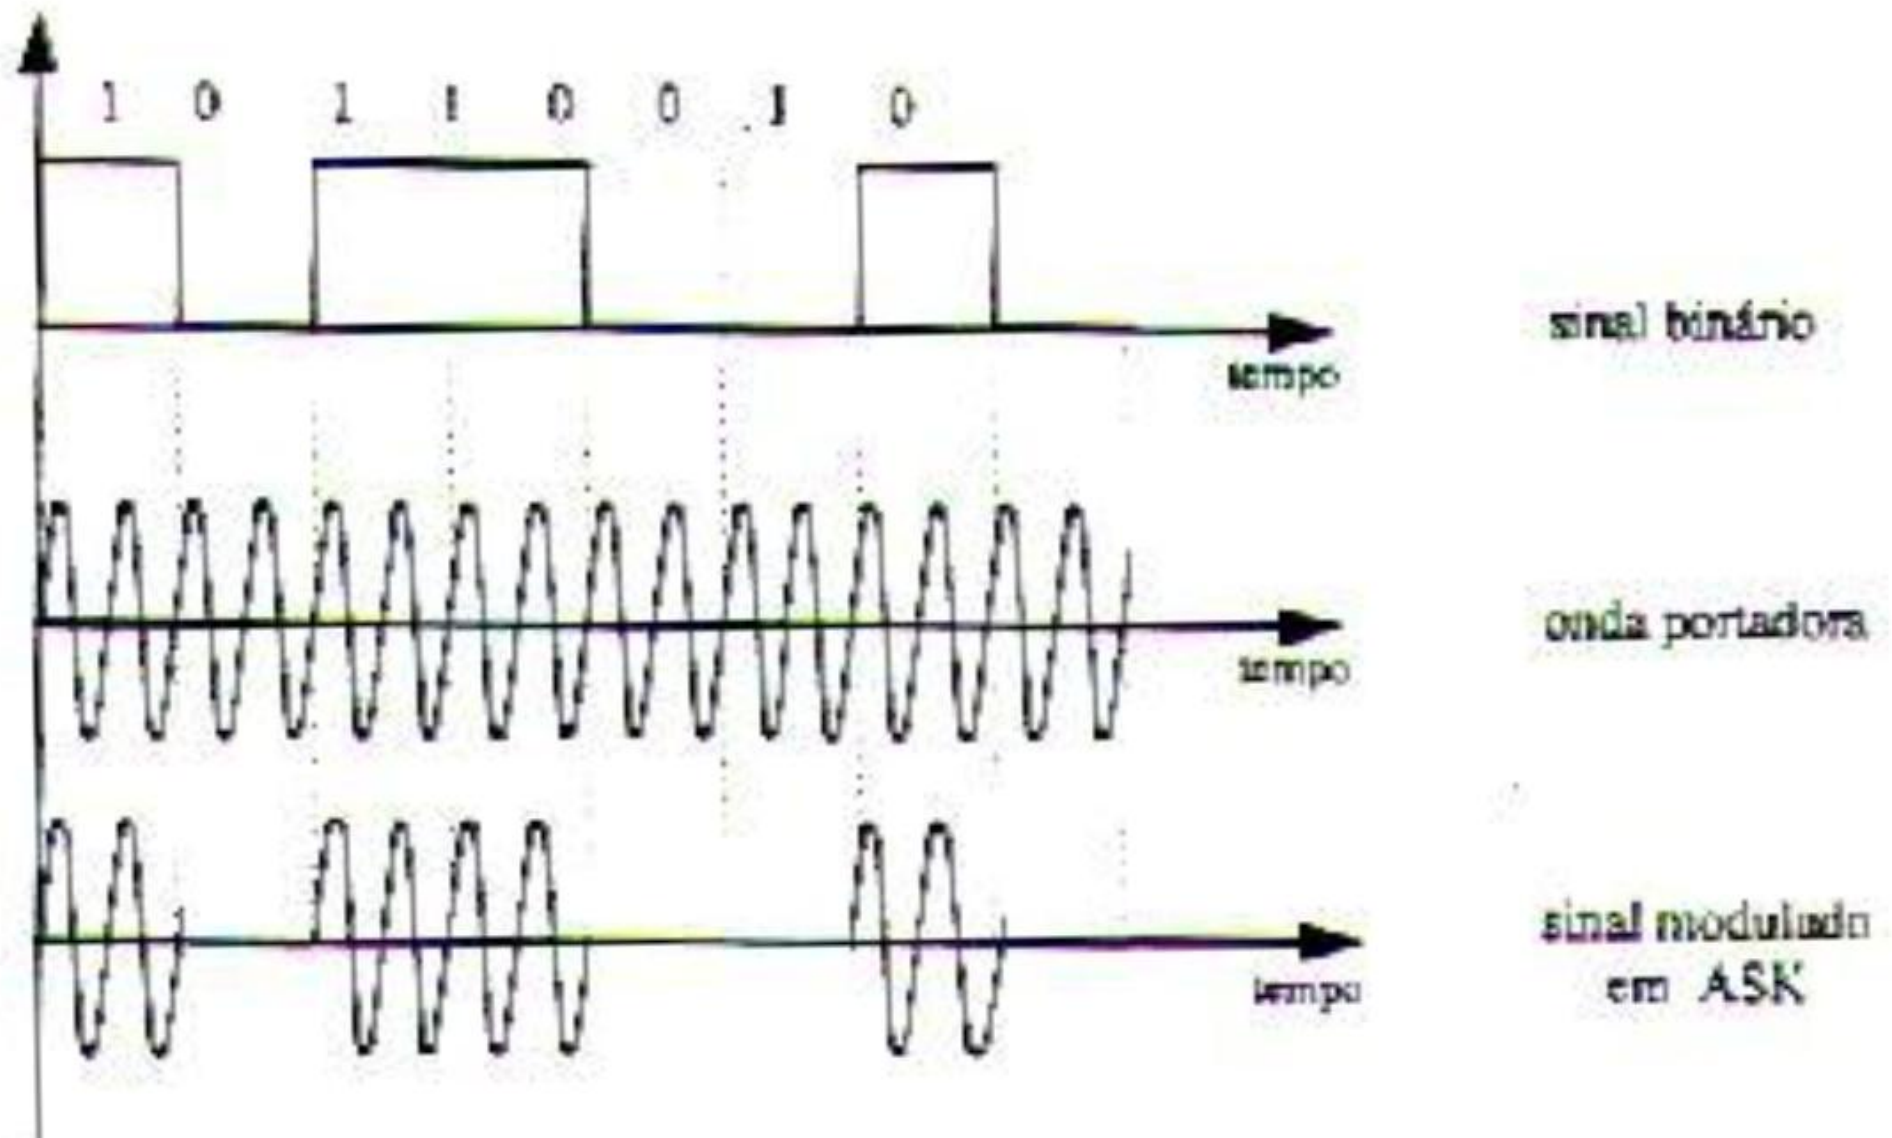 1 0 1 1 0 0 1 0
sinal binário
tempo
onda portadora
tempo
sinal modulado
em ASK
tempo